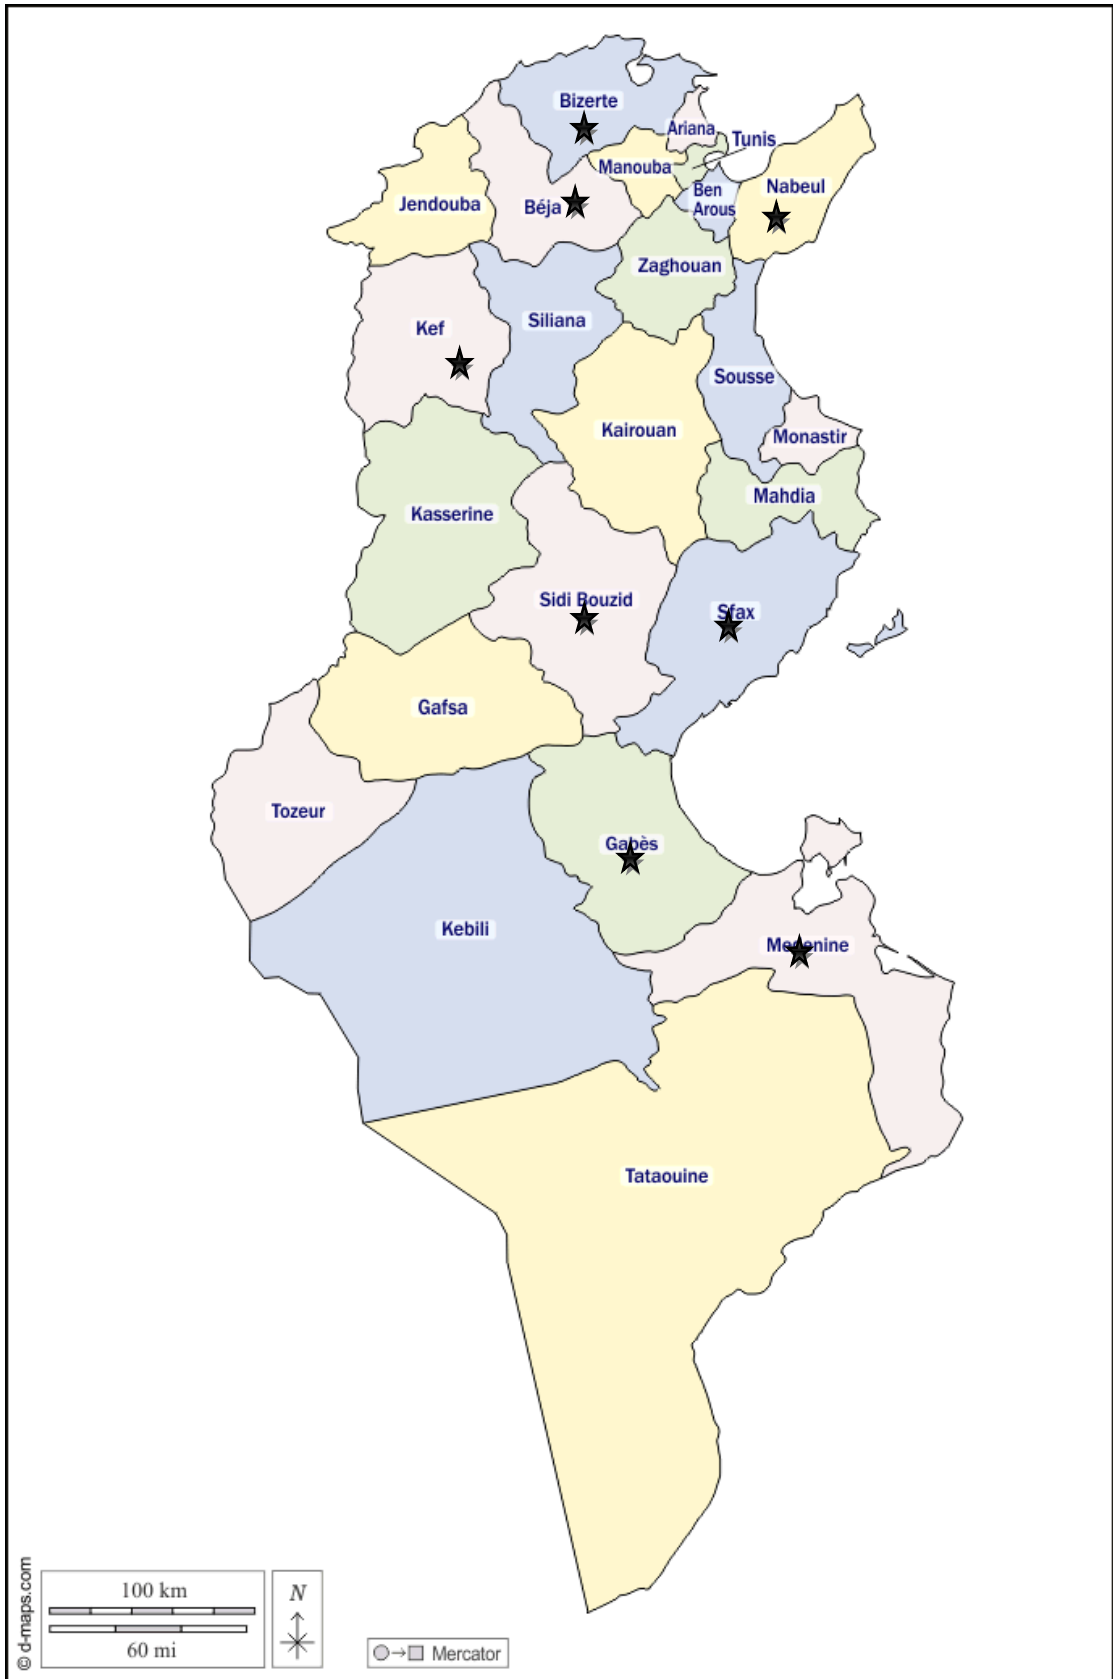 Bizerte
Ariana
Tunis
Manouba
Nabeul
Ben
Arous
Jendouba
Béja
Zaghouan
Siliana
Kef
Sousse
Kairouan
Monastir
Mahdia
Kasserine
Sidi Bouzid
Sfax
Gafsa
Tozeur
Gabès
Kebili
Medenine
Tataouine
© d-maps.com
100 km
60 mi
N
Mercator